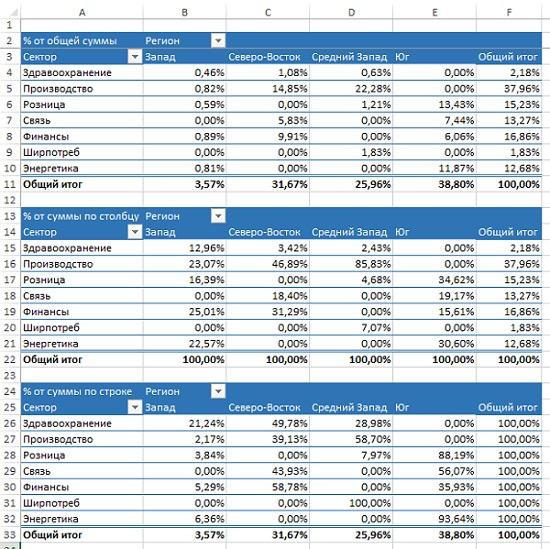 A B C D E F
1
2 % от общей суммы Регион
3 Сектор Запад Северо-Восток Средний Запад Юг Общий итог
4 Здравоохранение 0,46% 1,08% 0,63% 0,00% 2,18%
5 Производство 0,82% 14,85% 22,28% 0,00% 37,96%
6 Розница 0,59% 0,00% 1,21% 13,43% 15,23%
7 Связь 0,00% 5,83% 0,00% 7,44% 13,27%
8 Финансы 0,89% 9,91% 0,00% 6,06% 16,86%
9 Ширпотреб 0,00% 0,00% 1,83% 0,00% 1,83%
10 Энергетика 0,81% 0,00% 0,00% 11,87% 12,68%
11 Общий итог 3,57% 31,67% 25,96% 38,80% 100,00%
12
13 % от суммы по столбцу Регион
14 Сектор Запад Северо-Восток Средний Запад Юг Общий итог
15 Здравоохранение 12,96% 3,42% 2,43% 0,00% 2,18%
16 Производство 23,07% 46,89% 85,83% 0,00% 37,96%
17 Розница 16,39% 0,00% 4,68% 34,62% 15,23%
18 Связь 0,00% 18,40% 0,00% 19,17% 13,27%
19 Финансы 25,01% 31,29% 0,00% 15,61% 16,86%
20 Ширпотреб 0,00% 0,00% 7,07% 0,00% 1,83%
21 Энергетика 22,57% 0,00% 0,00% 30,60% 12,68%
22 Общий итог 100,00% 100,00% 100,00% 100,00% 100,00%
23
24 % от суммы по строке Регион
25 Сектор Запад Северо-Восток Средний Запад Юг Общий итог
26 Здравоохранение 21,24% 49,78% 28,98% 0,00% 100,00%
27 Производство 2,17% 39,13% 58,70% 0,00% 100,00%
28 Розница 3,84% 0,00% 7,97% 88,19% 100,00%
29 Связь 0,00% 43,93% 0,00% 56,07% 100,00%
30 Финансы 5,29% 58,78% 0,00% 35,93% 100,00%
31 Ширпотреб 0,00% 0,00% 100,00% 0,00% 100,00%
32 Энергетика 6,36% 0,00% 0,00% 93,64% 100,00%
33 Общий итог 3,57% 31,67% 25,96% 38,80% 100,00%